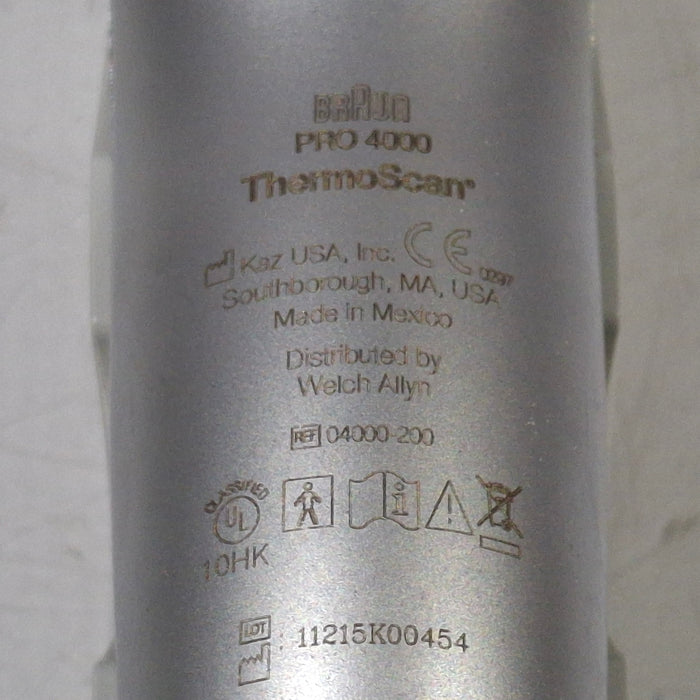 BRAUN
PRO 4000
ThermoScan®
Kaz USA, Inc. CE 0297
Southborough, MA, USA
Made in Mexico
Distributed by
Welch Allyn
REF 04000-200
CLASSIFIED
UL
10HK
LOT 11215K00454